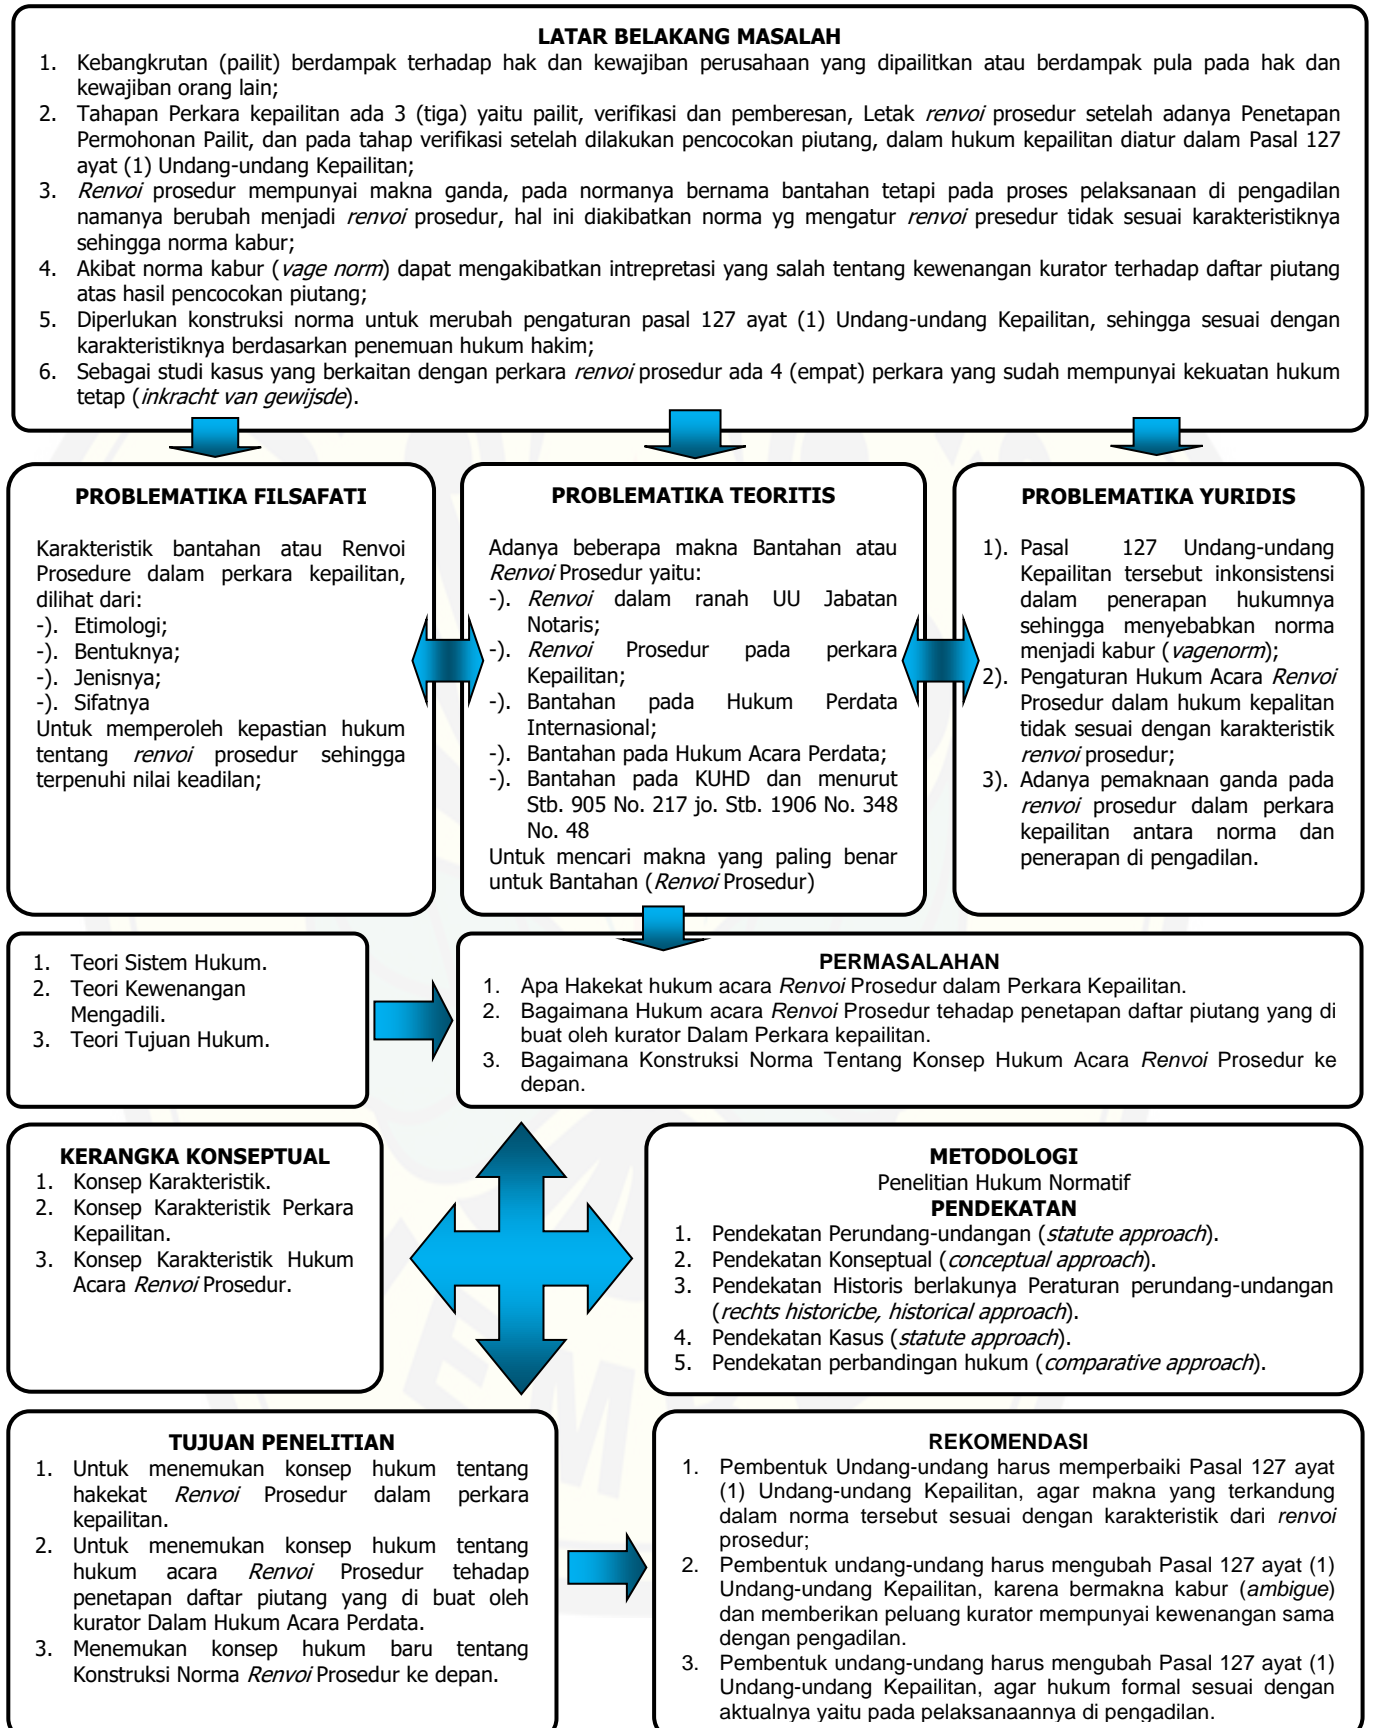 LATAR BELAKANG MASALAH
1. Kebangkrutan (pailit) berdampak terhadap hak dan kewajiban perusahaan yang dipailitkan atau berdampak pula pada hak dan
kewajiban orang lain;
2. Tahapan Perkara kepailitan ada 3 (tiga) yaitu pailit, verifikasi dan pemberesan, Letak renvoi prosedur setelah adanya Penetapan
Permohonan Pailit, dan pada tahap verifikasi setelah dilakukan pencocokan piutang, dalam hukum kepailitan diatur dalam Pasal 127
ayat (1) Undang-undang Kepailitan;
3. Renvoi prosedur mempunyai makna ganda, pada normanya bernama bantahan tetapi pada proses pelaksanaan di pengadilan
namanya berubah menjadi renvoi prosedur, hal ini diakibatkan norma yg mengatur renvoi presedur tidak sesuai karakteristiknya
sehingga norma kabur;
4. Akibat norma kabur (vage norm) dapat mengakibatkan intrepretasi yang salah tentang kewenangan kurator terhadap daftar piutang
atas hasil pencocokan piutang;
5. Diperlukan konstruksi norma untuk merubah pengaturan pasal 127 ayat (1) Undang-undang Kepailitan, sehingga sesuai dengan
karakteristiknya berdasarkan penemuan hukum hakim;
6. Sebagai studi kasus yang berkaitan dengan perkara renvoi prosedur ada 4 (empat) perkara yang sudah mempunyai kekuatan hukum
tetap (inkracht van gewijsde).
PROBLEMATIKA FILSAFATI
Karakteristik bantahan atau Renvoi
Prosedure dalam perkara kepailitan,
dilihat dari:
-). Etimologi;
-). Bentuknya;
-). Jenisnya;
-). Sifatnya
Untuk memperoleh kepastian hukum
tentang renvoi prosedur sehingga
terpenuhi nilai keadilan;
PROBLEMATIKA TEORITIS
Adanya beberapa makna Bantahan atau
Renvoi Prosedur yaitu:
-). Renvoi dalam ranah UU Jabatan
Notaris;
-). Renvoi Prosedur pada perkara
Kepailitan;
-). Bantahan pada Hukum Perdata
Internasional;
-). Bantahan pada Hukum Acara Perdata;
-). Bantahan pada KUHD dan menurut
Stb. 905 No. 217 jo. Stb. 1906 No. 348
No. 48
Untuk mencari makna yang paling benar
untuk Bantahan (Renvoi Prosedur)
PROBLEMATIKA YURIDIS
1). Pasal 127 Undang-undang
Kepailitan tersebut inkonsistensi
dalam penerapan hukumnya
sehingga menyebabkan norma
menjadi kabur (vagenorm);
2). Pengaturan Hukum Acara Renvoi
Prosedur dalam hukum kepalitan
tidak sesuai dengan karakteristik
renvoi prosedur;
3). Adanya pemaknaan ganda pada
renvoi prosedur dalam perkara
kepailitan antara norma dan
penerapan di pengadilan.
1. Teori Sistem Hukum.
2. Teori Kewenangan
Mengadili.
3. Teori Tujuan Hukum.
PERMASALAHAN
1. Apa Hakekat hukum acara Renvoi Prosedur dalam Perkara Kepailitan.
2. Bagaimana Hukum acara Renvoi Prosedur tehadap penetapan daftar piutang yang di
buat oleh kurator Dalam Perkara kepailitan.
3. Bagaimana Konstruksi Norma Tentang Konsep Hukum Acara Renvoi Prosedur ke
depan.
KERANGKA KONSEPTUAL
1. Konsep Karakteristik.
2. Konsep Karakteristik Perkara
Kepailitan.
3. Konsep Karakteristik Hukum
Acara Renvoi Prosedur.
METODOLOGI
Penelitian Hukum Normatif
PENDEKATAN
1. Pendekatan Perundang-undangan (statute approach).
2. Pendekatan Konseptual (conceptual approach).
3. Pendekatan Historis berlakunya Peraturan perundang-undangan
(rechts historicbe, historical approach).
4. Pendekatan Kasus (statute approach).
5. Pendekatan perbandingan hukum (comparative approach).
TUJUAN PENELITIAN
1. Untuk menemukan konsep hukum tentang
hakekat Renvoi Prosedur dalam perkara
kepailitan.
2. Untuk menemukan konsep hukum tentang
hukum acara Renvoi Prosedur tehadap
penetapan daftar piutang yang di buat oleh
kurator Dalam Hukum Acara Perdata.
3. Menemukan konsep hukum baru tentang
Konstruksi Norma Renvoi Prosedur ke depan.
REKOMENDASI
1. Pembentuk Undang-undang harus memperbaiki Pasal 127 ayat
(1) Undang-undang Kepailitan, agar makna yang terkandung
dalam norma tersebut sesuai dengan karakteristik dari renvoi
prosedur;
2. Pembentuk undang-undang harus mengubah Pasal 127 ayat (1)
Undang-undang Kepailitan, karena bermakna kabur (ambigue)
dan memberikan peluang kurator mempunyai kewenangan sama
dengan pengadilan.
3. Pembentuk undang-undang harus mengubah Pasal 127 ayat (1)
Undang-undang Kepailitan, agar hukum formal sesuai dengan
aktualnya yaitu pada pelaksanaannya di pengadilan.